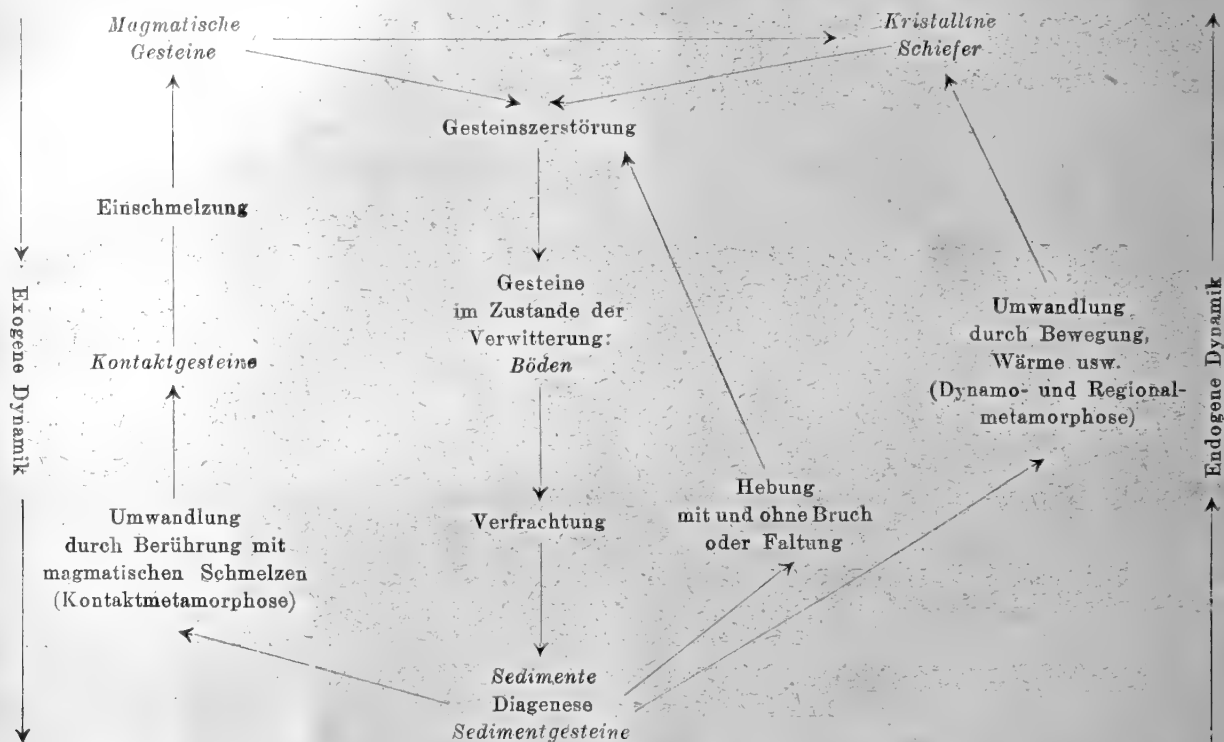 Magmatische
Gesteine
Kristalline
Schiefer
Gesteinszerstörung
Einschmelzung
Exogene Dynamik
Gesteine
im Zustande der
Verwitterung:
Böden
Umwandlung
durch Bewegung,
Wärme usw.
(Dynamo- und Regional-
metamorphose)
Endogene Dynamik
Kontaktgesteine
Umwandlung
durch Berührung mit
magmatischen Schmelzen
(Kontaktmetamorphose)
Verfrachtung
Hebung
mit und ohne Bruch
oder Faltung
Sedimente
Diagenese
Sedimentgesteine